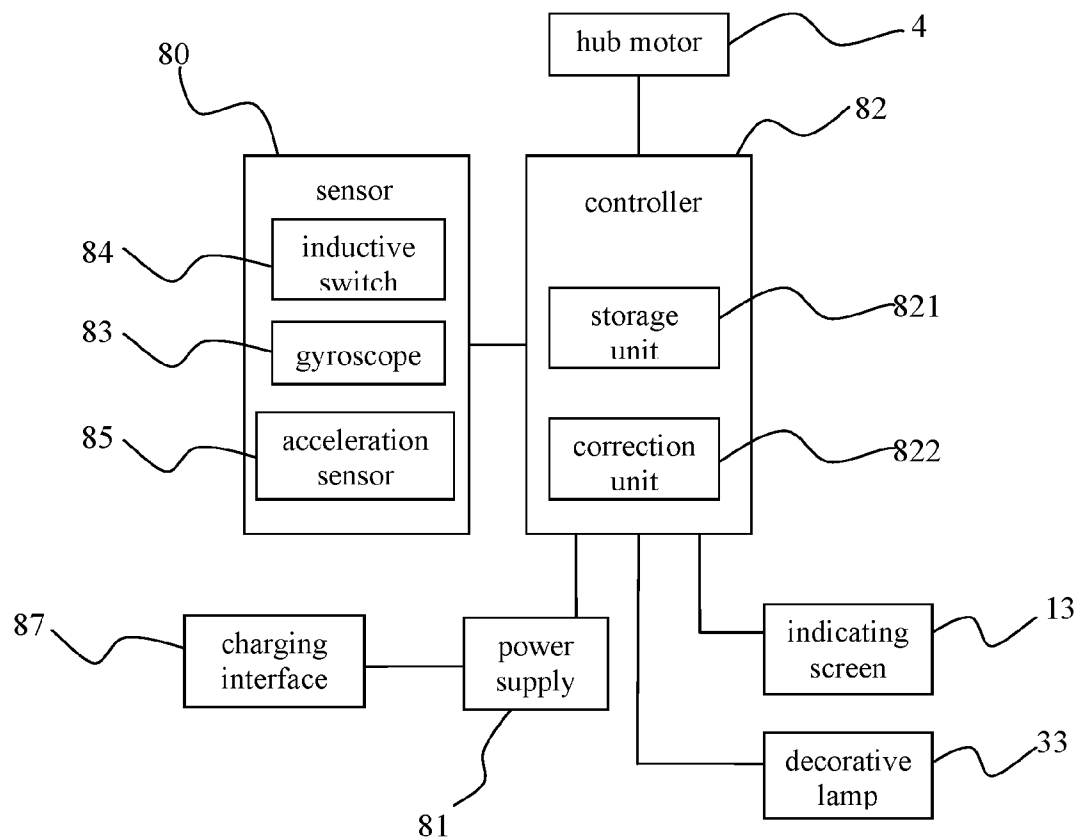 hub motor
4
80
82
sensor
controller
84
inductive
switch
storage
unit
821
83
gyroscope
85
acceleration
sensor
correction
unit
822
87
charging
interface
power
supply
indicating
screen
13
decorative
lamp
33
81